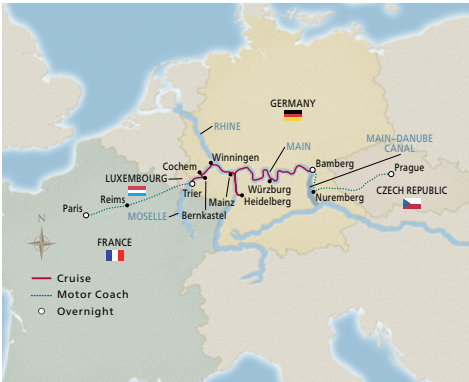 GERMANY
RHINE
MAIN
MAIN–DANUBE
CANAL
Winningen
Cochem
Bamberg
Prague
LUXEMBOURG
Trier
CZECH REPUBLIC
Würzburg
Nuremberg
Mainz
Heidelberg
Reims
Paris
MOSELLE
Bernkastel
N
FRANCE
Cruise
Motor Coach
Overnight